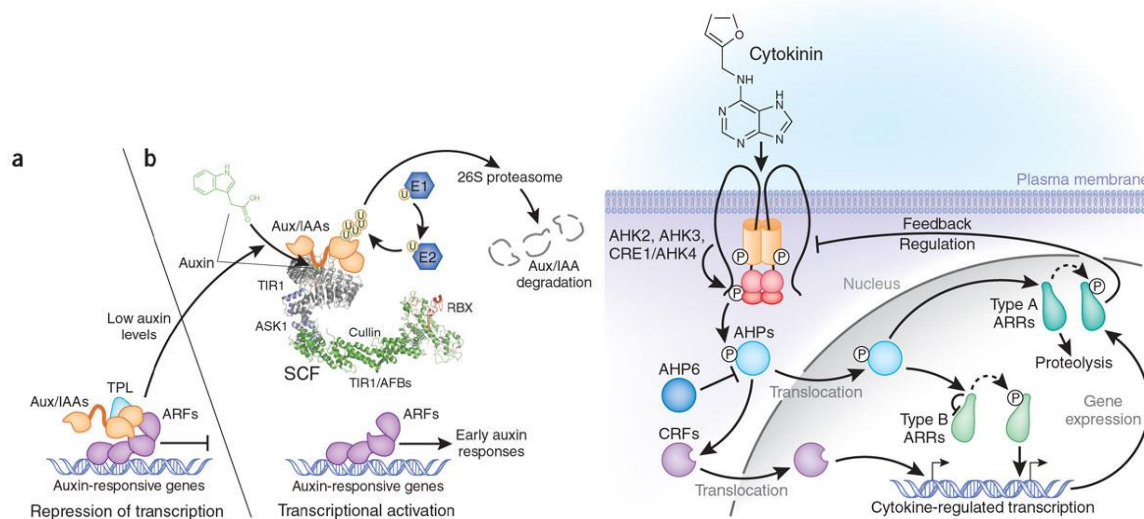 a
b
OH
O
N
H
Aux/IAAs
U
U
U
U
U
U
E1
U
E2
26S proteasome
Aux/IAA
degradation
Auxin
TIR1
ASK1
Cullin
RBX
SCF
TIR1/AFBs
Low auxin
levels
TPL
Aux/IAAs
ARFs
Auxin-responsive genes
Repression of transcription
ARFs
Early auxin
responses
Auxin-responsive genes
Transcriptional activation
O
Cytokinin
NH
H
N
N
N
N
Plasma membrane
AHK2, AHK3,
CRE1/AHK4
P
P
P
Feedback
Regulation
Nucleus
Type A
ARRs
P
Proteolysis
P
AHPs
P
AHP6
Translocation
Type B
ARRs
P
Gene
expression
CRFs
Translocation
Cytokine-regulated transcription